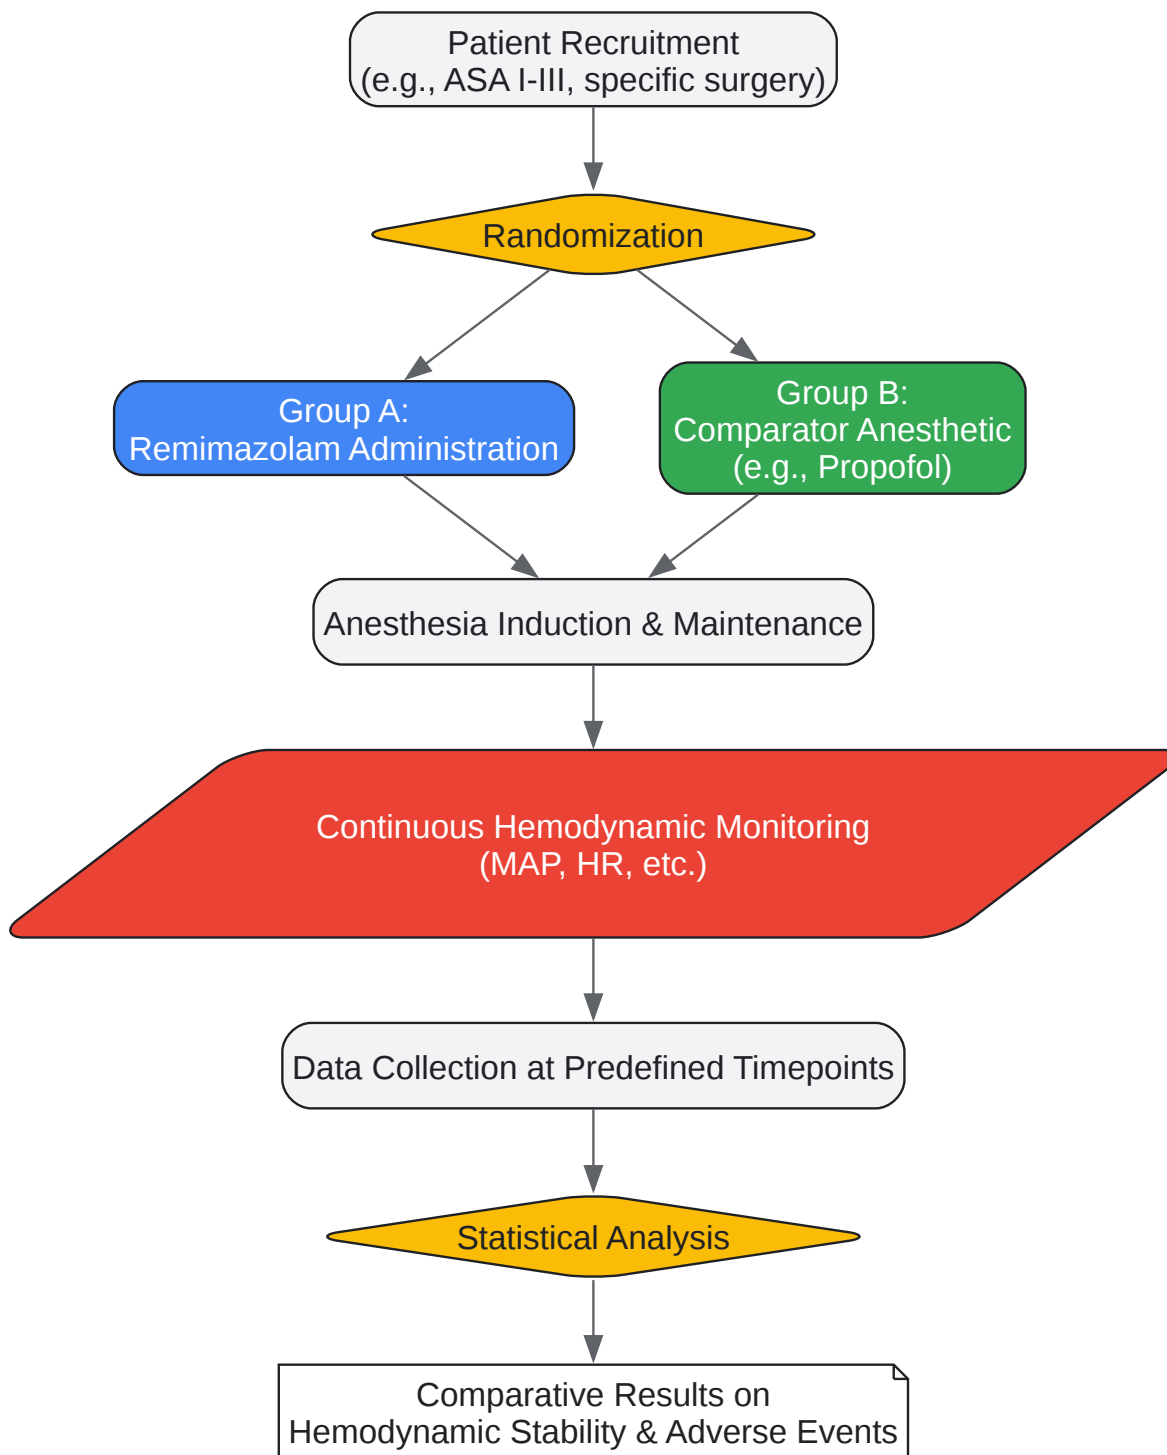 Patient Recruitment
(e.g., ASA I-III, specific surgery)
Randomization
Group A:
Remimazolam Administration
Group B:
Comparator Anesthetic
(e.g., Propofol)
Anesthesia Induction & Maintenance
Continuous Hemodynamic Monitoring
(MAP, HR, etc.)
Data Collection at Predefined Timepoints
Statistical Analysis
Comparative Results on
Hemodynamic Stability & Adverse Events